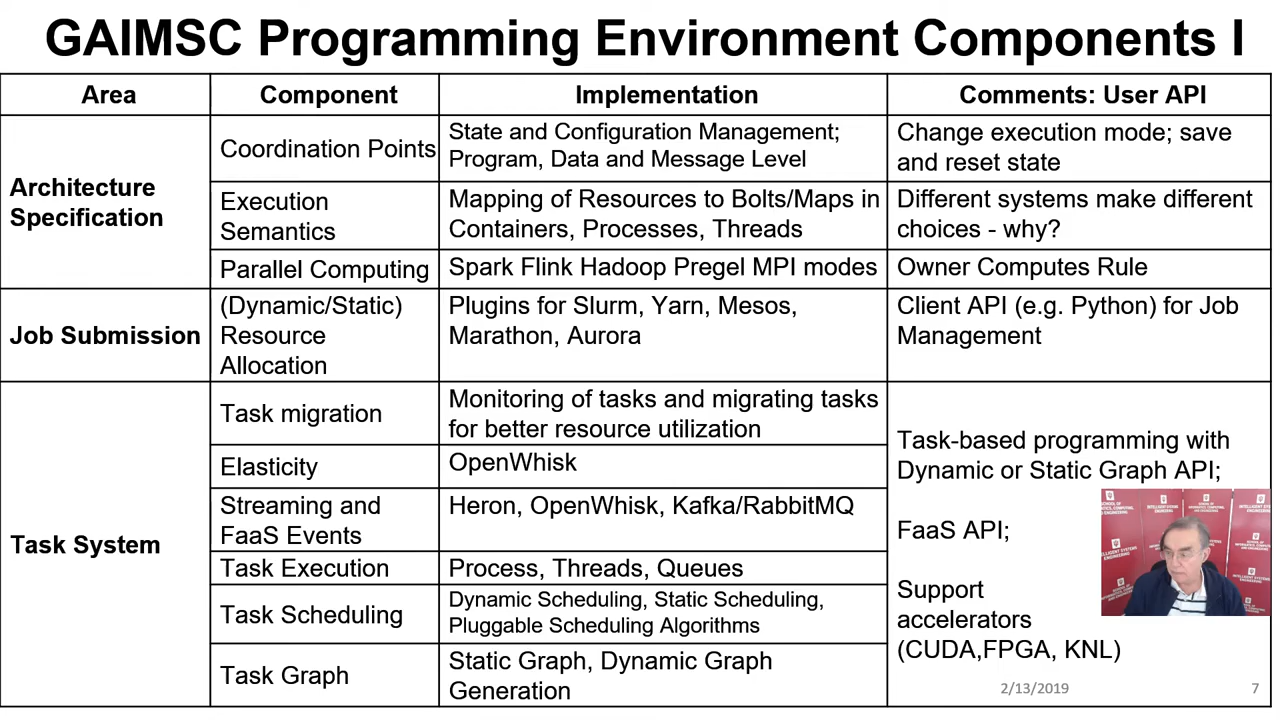 GAIMSC Programming Environment Components I
Area
Component
Implementation
Comments: User API
Architecture
Specification
Coordination Points
State and Configuration Management;
Program, Data and Message Level
Change execution mode; save
and reset state
Execution
Semantics
Mapping of Resources to Bolts/Maps in
Containers, Processes, Threads
Different systems make different
choices - why?
Parallel Computing
Spark Flink Hadoop Pregel MPI modes
Owner Computes Rule
Job Submission
(Dynamic/Static)
Resource
Allocation
Plugins for Slurm, Yarn, Mesos,
Marathon, Aurora
Client API (e.g. Python) for Job
Management
Task System
Task migration
Monitoring of tasks and migrating tasks
for better resource utilization
Elasticity
OpenWhisk
Streaming and
FaaS Events
Heron, OpenWhisk, Kafka/RabbitMQ
Task Execution
Process, Threads, Queues
Task Scheduling
Dynamic Scheduling, Static Scheduling,
Pluggable Scheduling Algorithms
Task Graph
Static Graph, Dynamic Graph
Generation
Task-based programming with
Dynamic or Static Graph API;
FaaS API;
Support
accelerators
(CUDA,FPGA, KNL)
INTELLIGENT SYSTEMS
ENGINEERING
2/13/2019
7